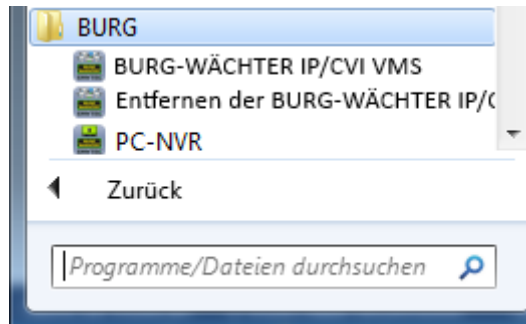 BURG
BURG-WÄCHTER IP/CVI VMS
Entfernen der BURG-WÄCHTER IP/
PC-NVR
Zurück
Programme/Dateien durchsuchen